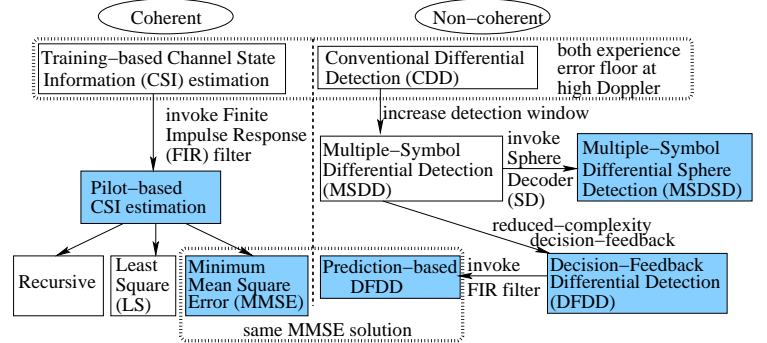 Coherent
Non−coherent
Training−based Channel State
Information (CSI) estimation
Conventional Differential
Detection (CDD)
both experience
error floor at
high Doppler
invoke Finite
Impulse Response
(FIR) filter
increase detection window
Multiple−Symbol
Differential Detection
(MSDD)
invoke
Sphere
Decoder
(SD)
Multiple−Symbol
Differential Sphere
Detection (MSDSD)
Pilot−based
CSI estimation
reduced−complexity
decision−feedback
Recursive
Least
Square
(LS)
Minimum
Mean Square
Error (MMSE)
Prediction−based
DFDD
invoke
FIR filter
Decision−Feedback
Differential Detection
(DFDD)
same MMSE solution